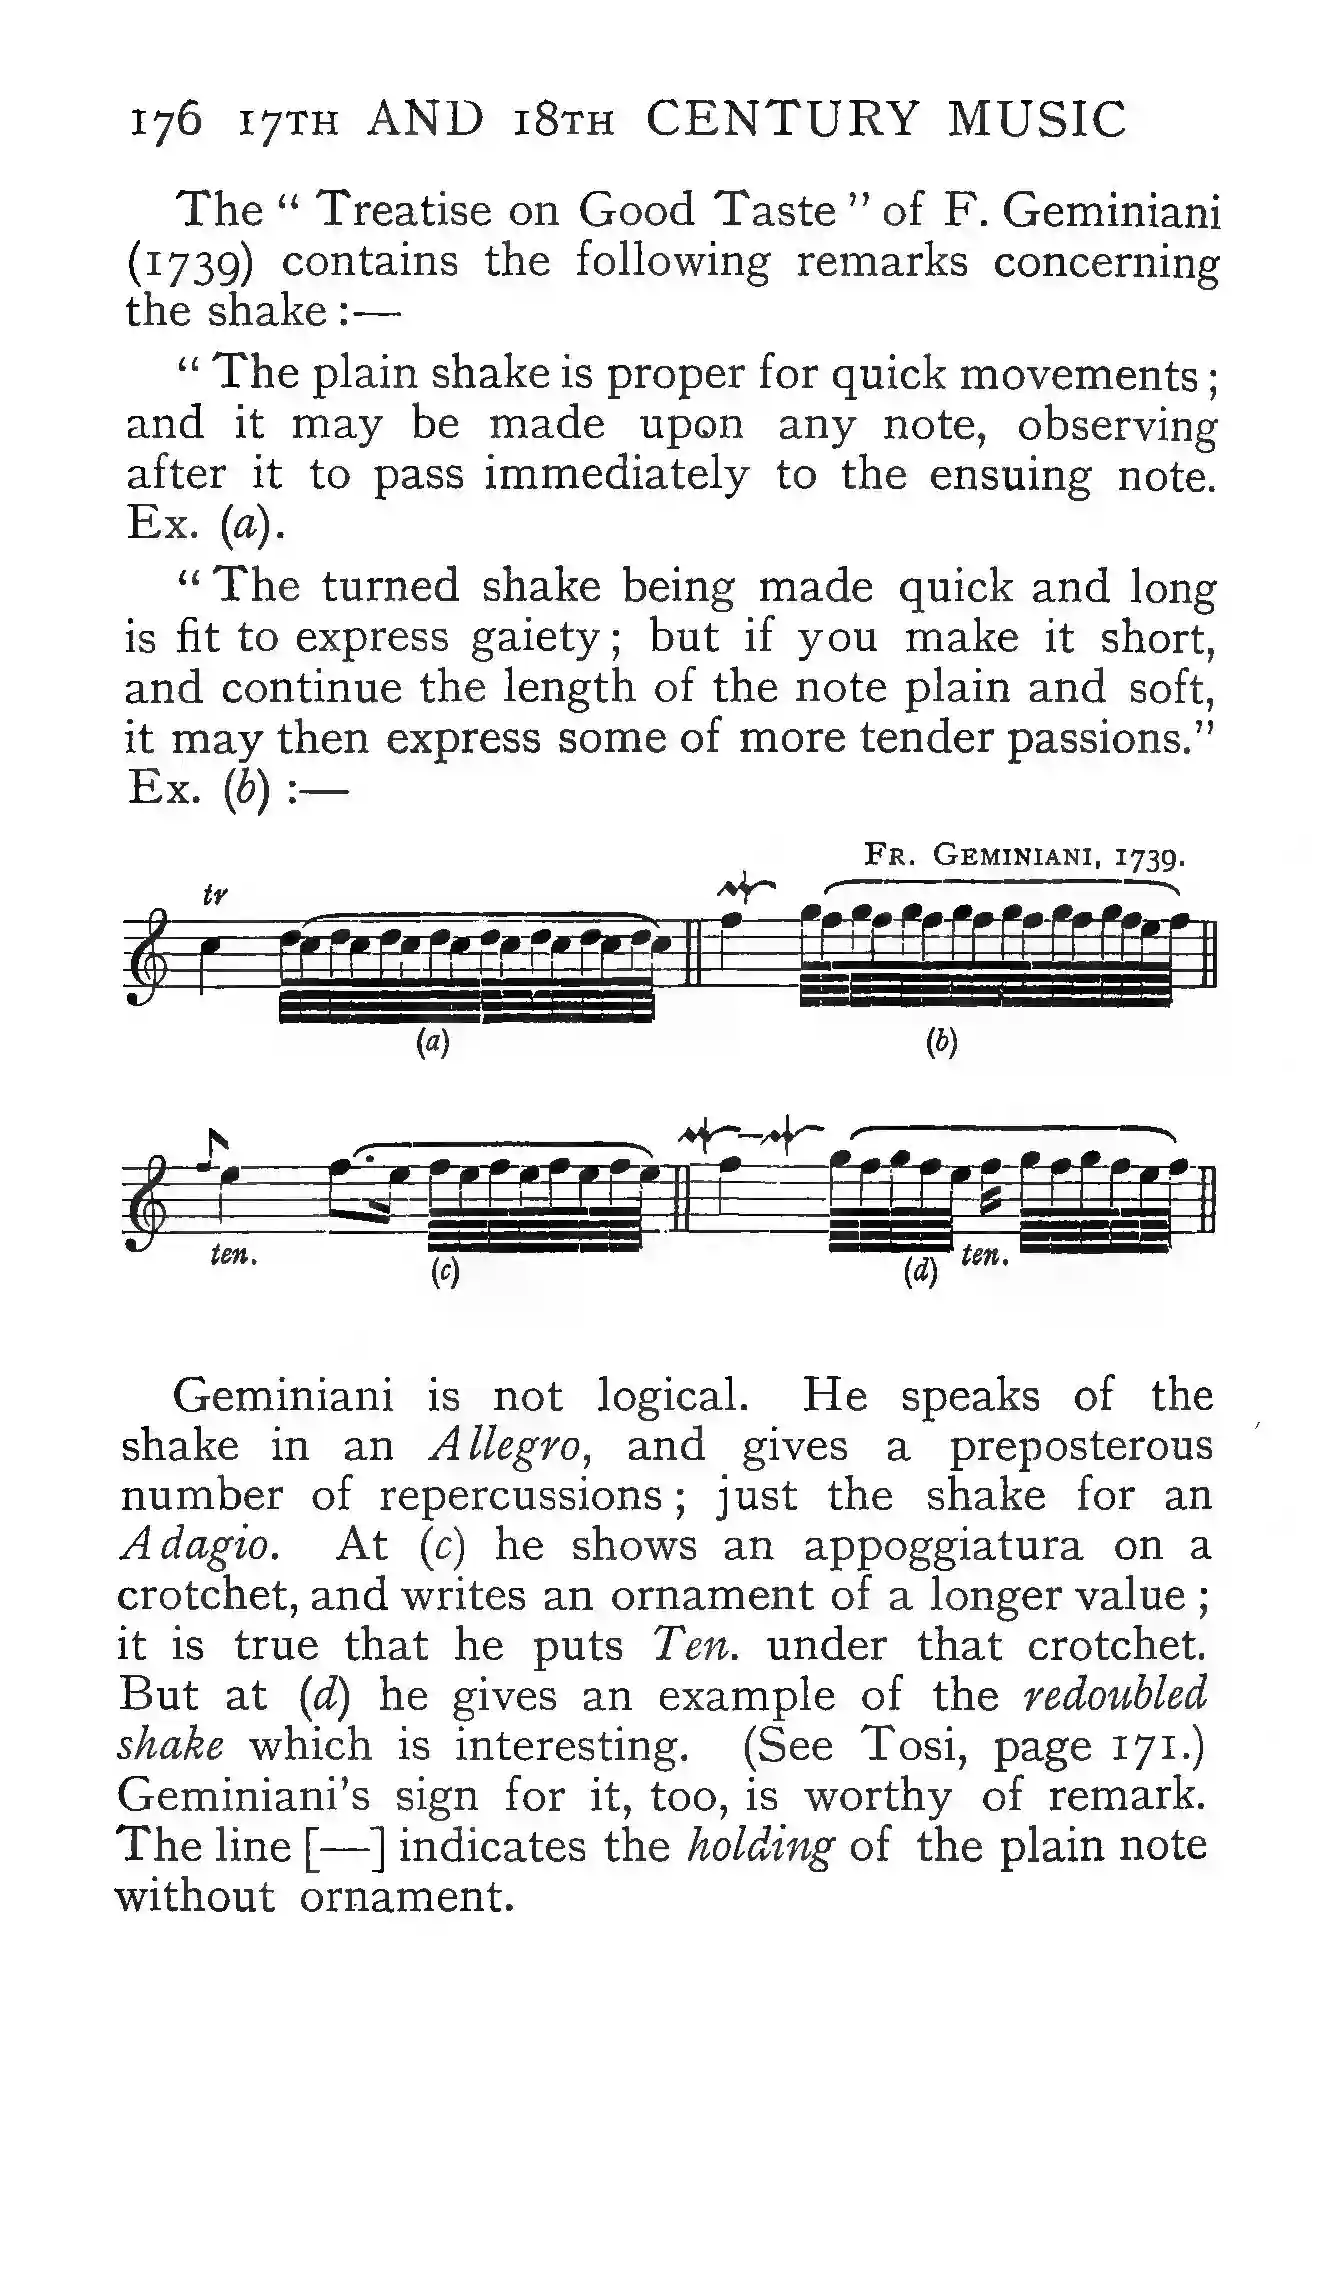 176 17TH AND 18TH CENTURY MUSIC
The “ Treatise on Good Taste ” of F. Geminiani
(1739) contains the following remarks concerning
the shake :—
“ The plain shake is proper for quick movements ;
and it may be made upon any note, observing
after it to pass immediately to the ensuing note.
Ex. (a).
“ The turned shake being made quick and long
is fit to express gaiety ; but if you make it short,
and continue the length of the note plain and soft,
it may then express some of more tender passions.”
Ex. (b) :—
FR. GEMINIANI, 1739.
tr
(a) (b)
ten. (c) (d) ten.
Geminiani is not logical. He speaks of the
shake in an Allegro, and gives a preposterous
number of repercussions ; just the shake for an
Adagio. At (c) he shows an appoggiatura on a
crotchet, and writes an ornament of a longer value ;
it is true that he puts Ten. under that crotchet.
But at (d) he gives an example of the redoubled
shake which is interesting. (See Tosi, page 171.)
Geminiani’s sign for it, too, is worthy of remark.
The line [—] indicates the holding of the plain note
without ornament.